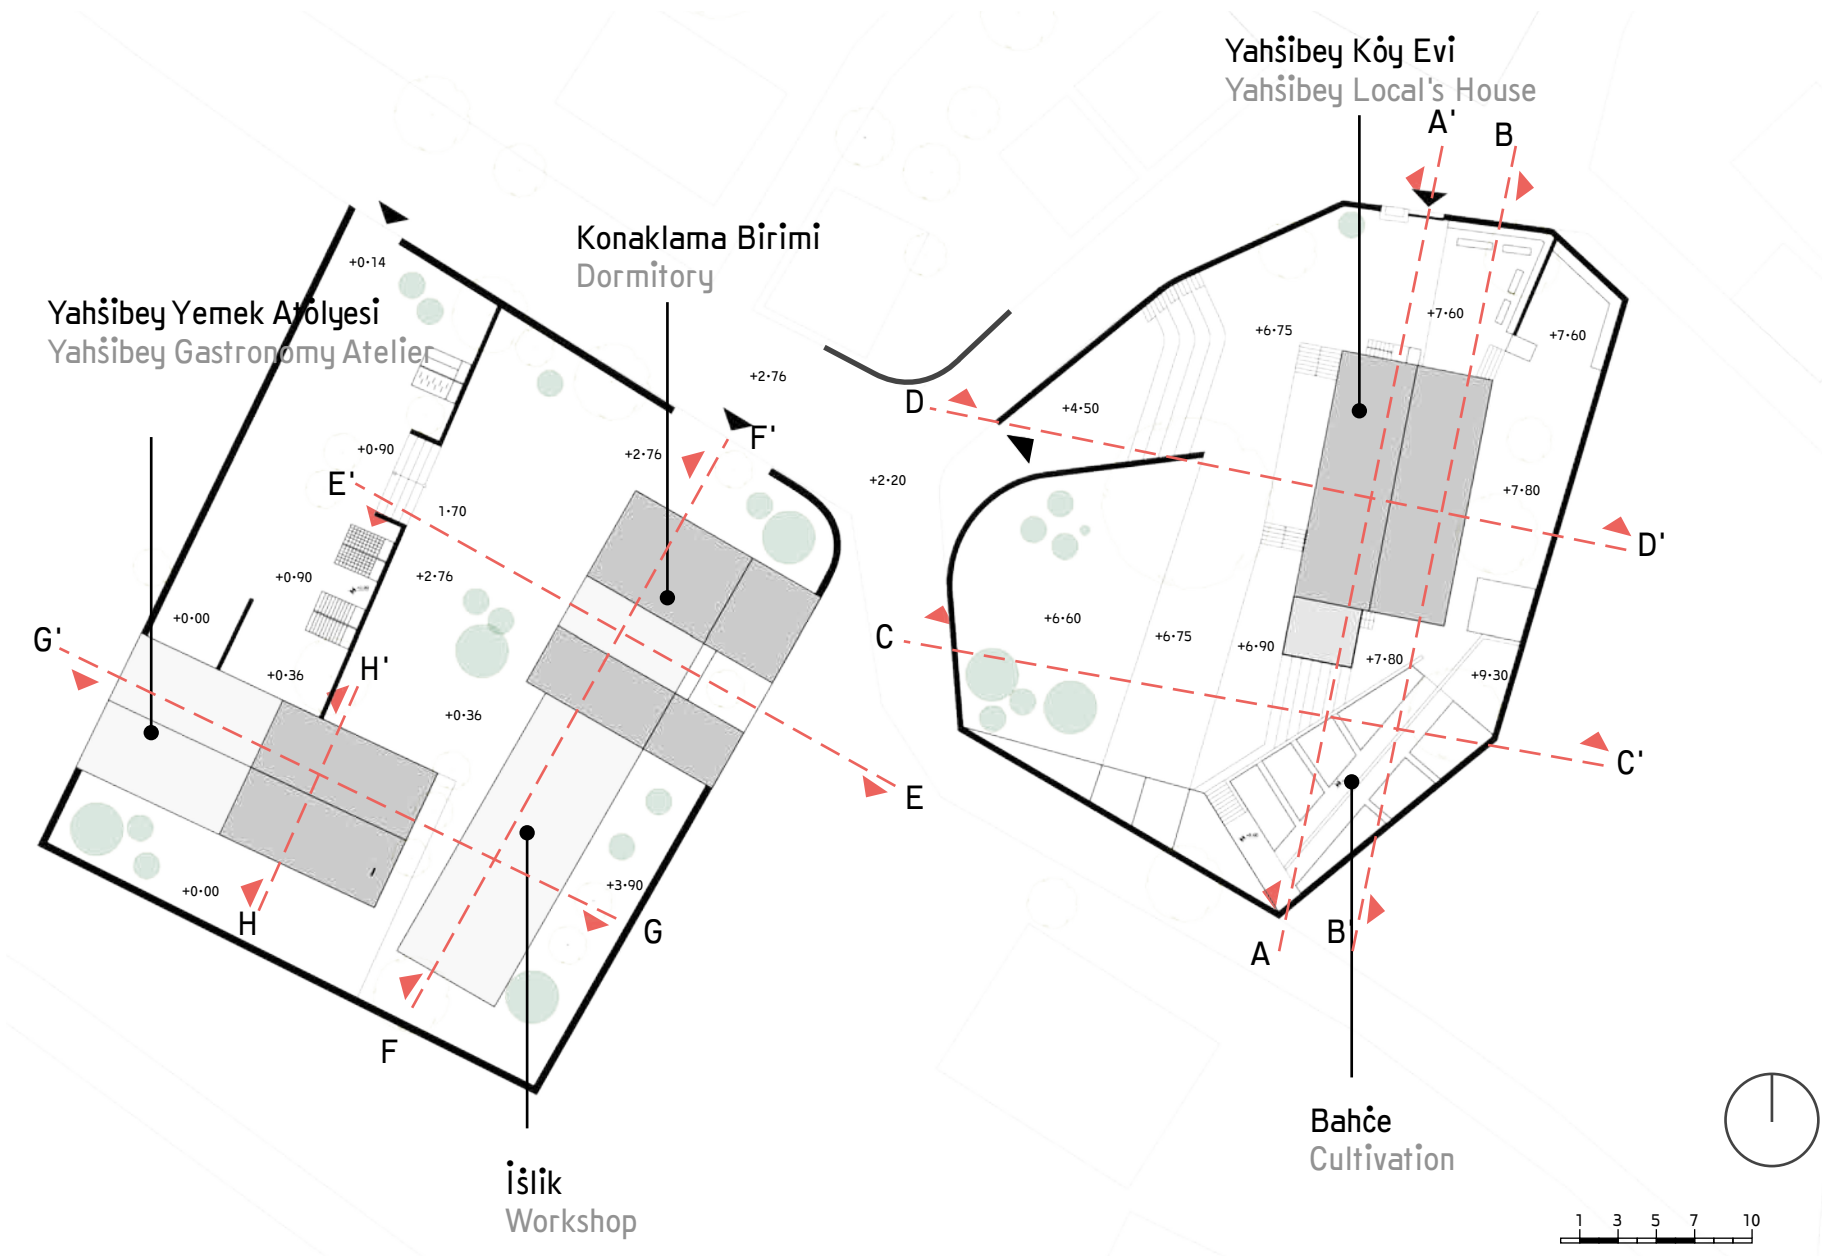 Yahşibey Köy Evi
Yahşibey Local's House
A'
B
Konaklama Birimi
Dormitory
+0.14
Yahşibey Yemek Atölyesi
Yahşibey Gastronomy Atelier
+7.60
+6.75
+7.60
+2.76
D
+4.50
F'
+0.90
+2.76
E'
+2.20
+7.80
1.70
D'
+0.90
+2.76
+0.00
+6.60
G'
C
+6.75
+6.90
+7.80
H'
+0.36
+9.30
+0.36
C'
E
+0.00
+3.90
H
G
B'
A
F
Bahçe
Cultivation
İşlik
Workshop
1 3 5 7 10